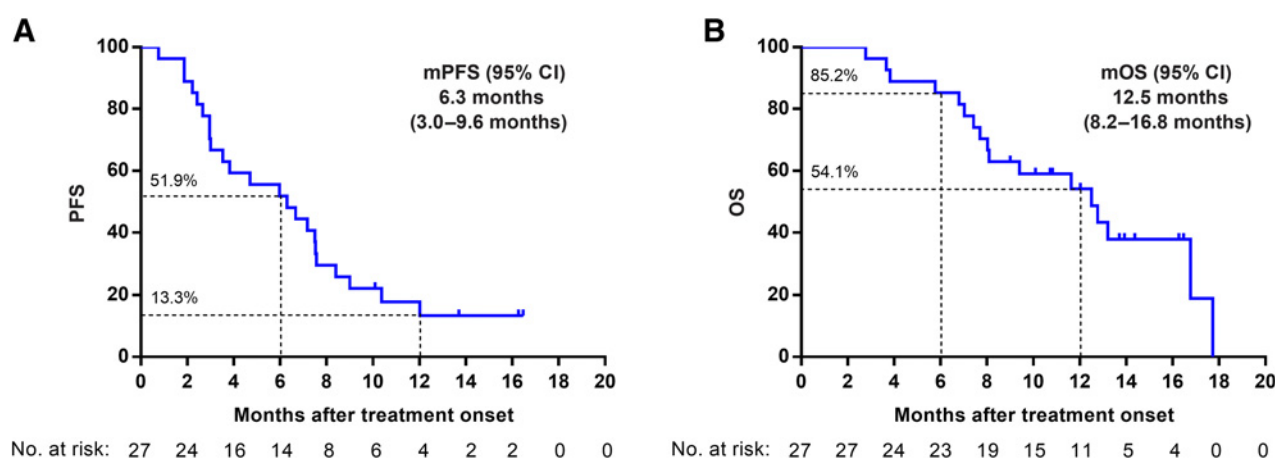 A
mPFS (95% CI)
6.3 months
(3.0–9.6 months)
PFS
100
80
60
40
20
0
51.9%
13.3%
0 2 4 6 8 10 12 14 16 18 20
Months after treatment onset
No. at risk: 27 24 16 14 8 6 4 2 2 0 0
B
mOS (95% CI)
12.5 months
(8.2–16.8 months)
OS
100
80
60
40
20
0
85.2%
54.1%
0 2 4 6 8 10 12 14 16 18 20
Months after treatment onset
No. at risk: 27 27 24 23 19 15 11 5 4 0 0